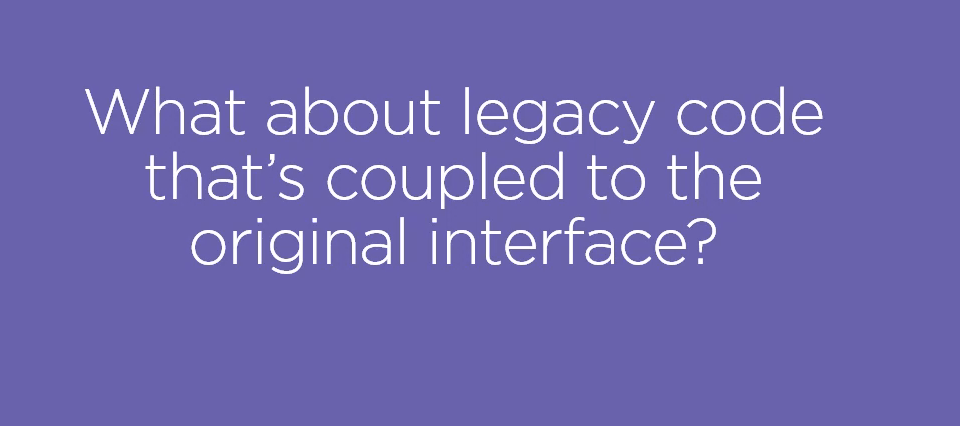 What about legacy code
that’s coupled to the
original interface?